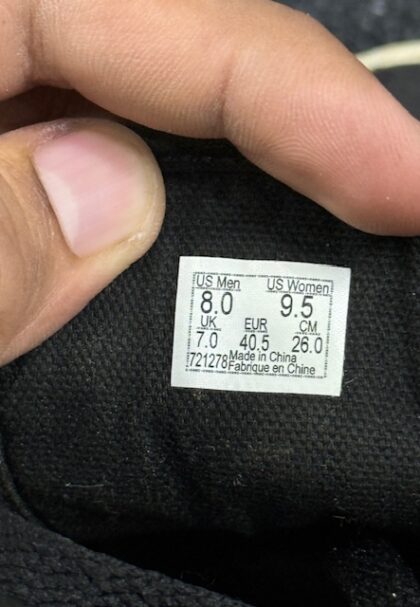 US Men US Women
8.0 9.5
UK EUR CM
7.0 40.5 26.0
721278 Made in China
Fabrique en Chine